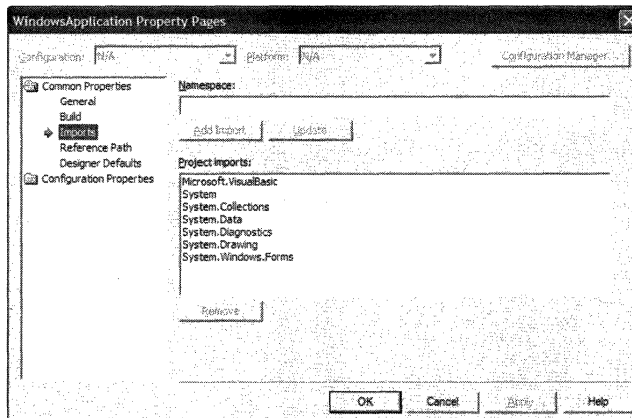 WindowsApplication Property Pages
Configuration: N/A Platform: N/A Configuration Manager...
Common Properties
General
Build
Imports
Reference Path
Designer Defaults
Configuration Properties
Namespace:
Add Import Update
Project imports:
Microsoft.VisualBasic
System
System.Collections
System.Data
System.Diagnostics
System.Drawing
System.Windows.Forms
Remove
OK Cancel Apply Help